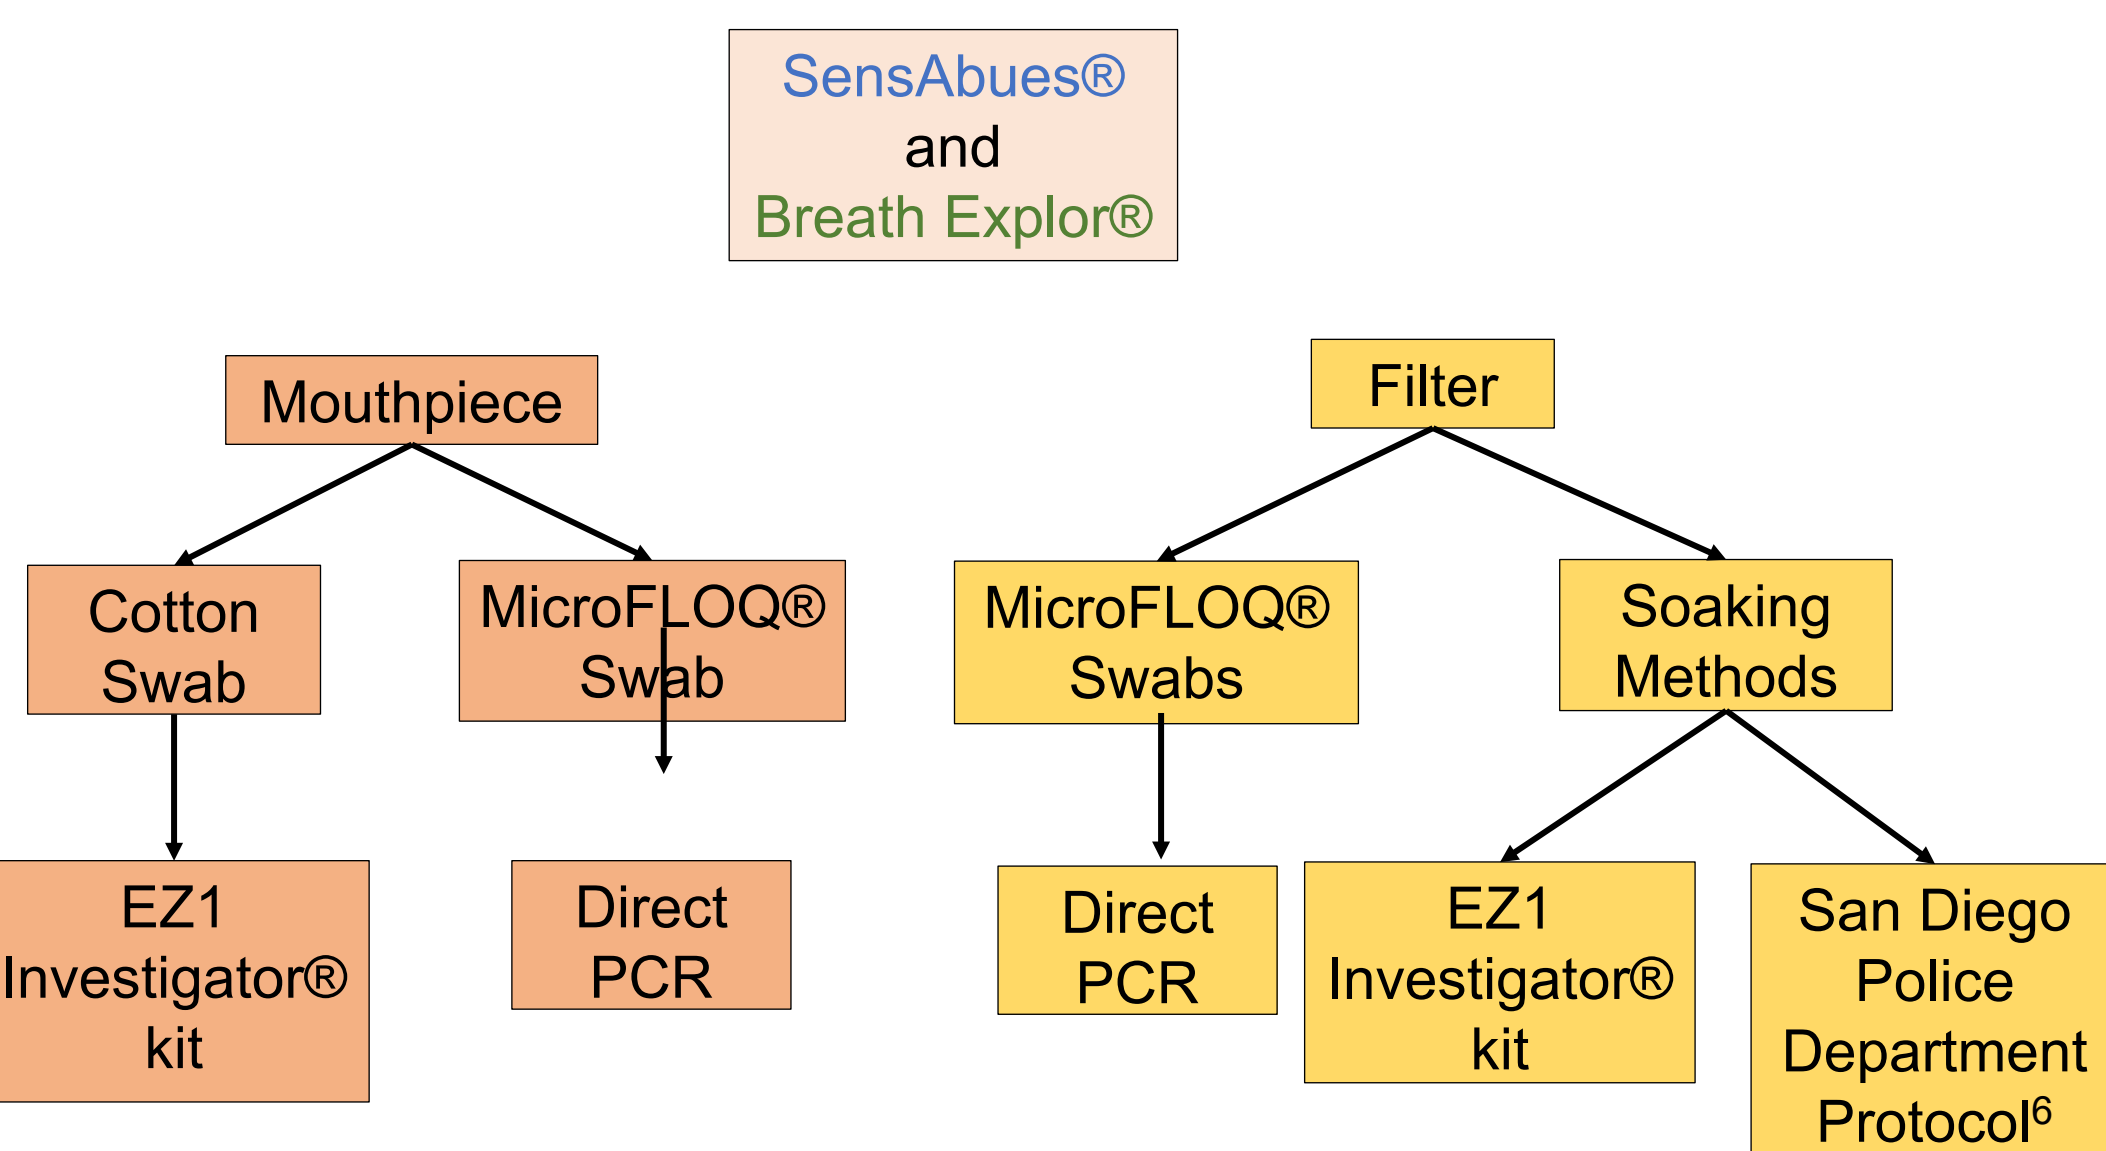 SensAbues®
and
Breath Explor®
Mouthpiece
Filter
Cotton
Swab
MicroFLOQ®
Swab
MicroFLOQ®
Swabs
Soaking
Methods
EZ1
Investigator®
kit
Direct
PCR
Direct
PCR
EZ1
Investigator®
kit
San Diego
Police
Department
Protocol⁶